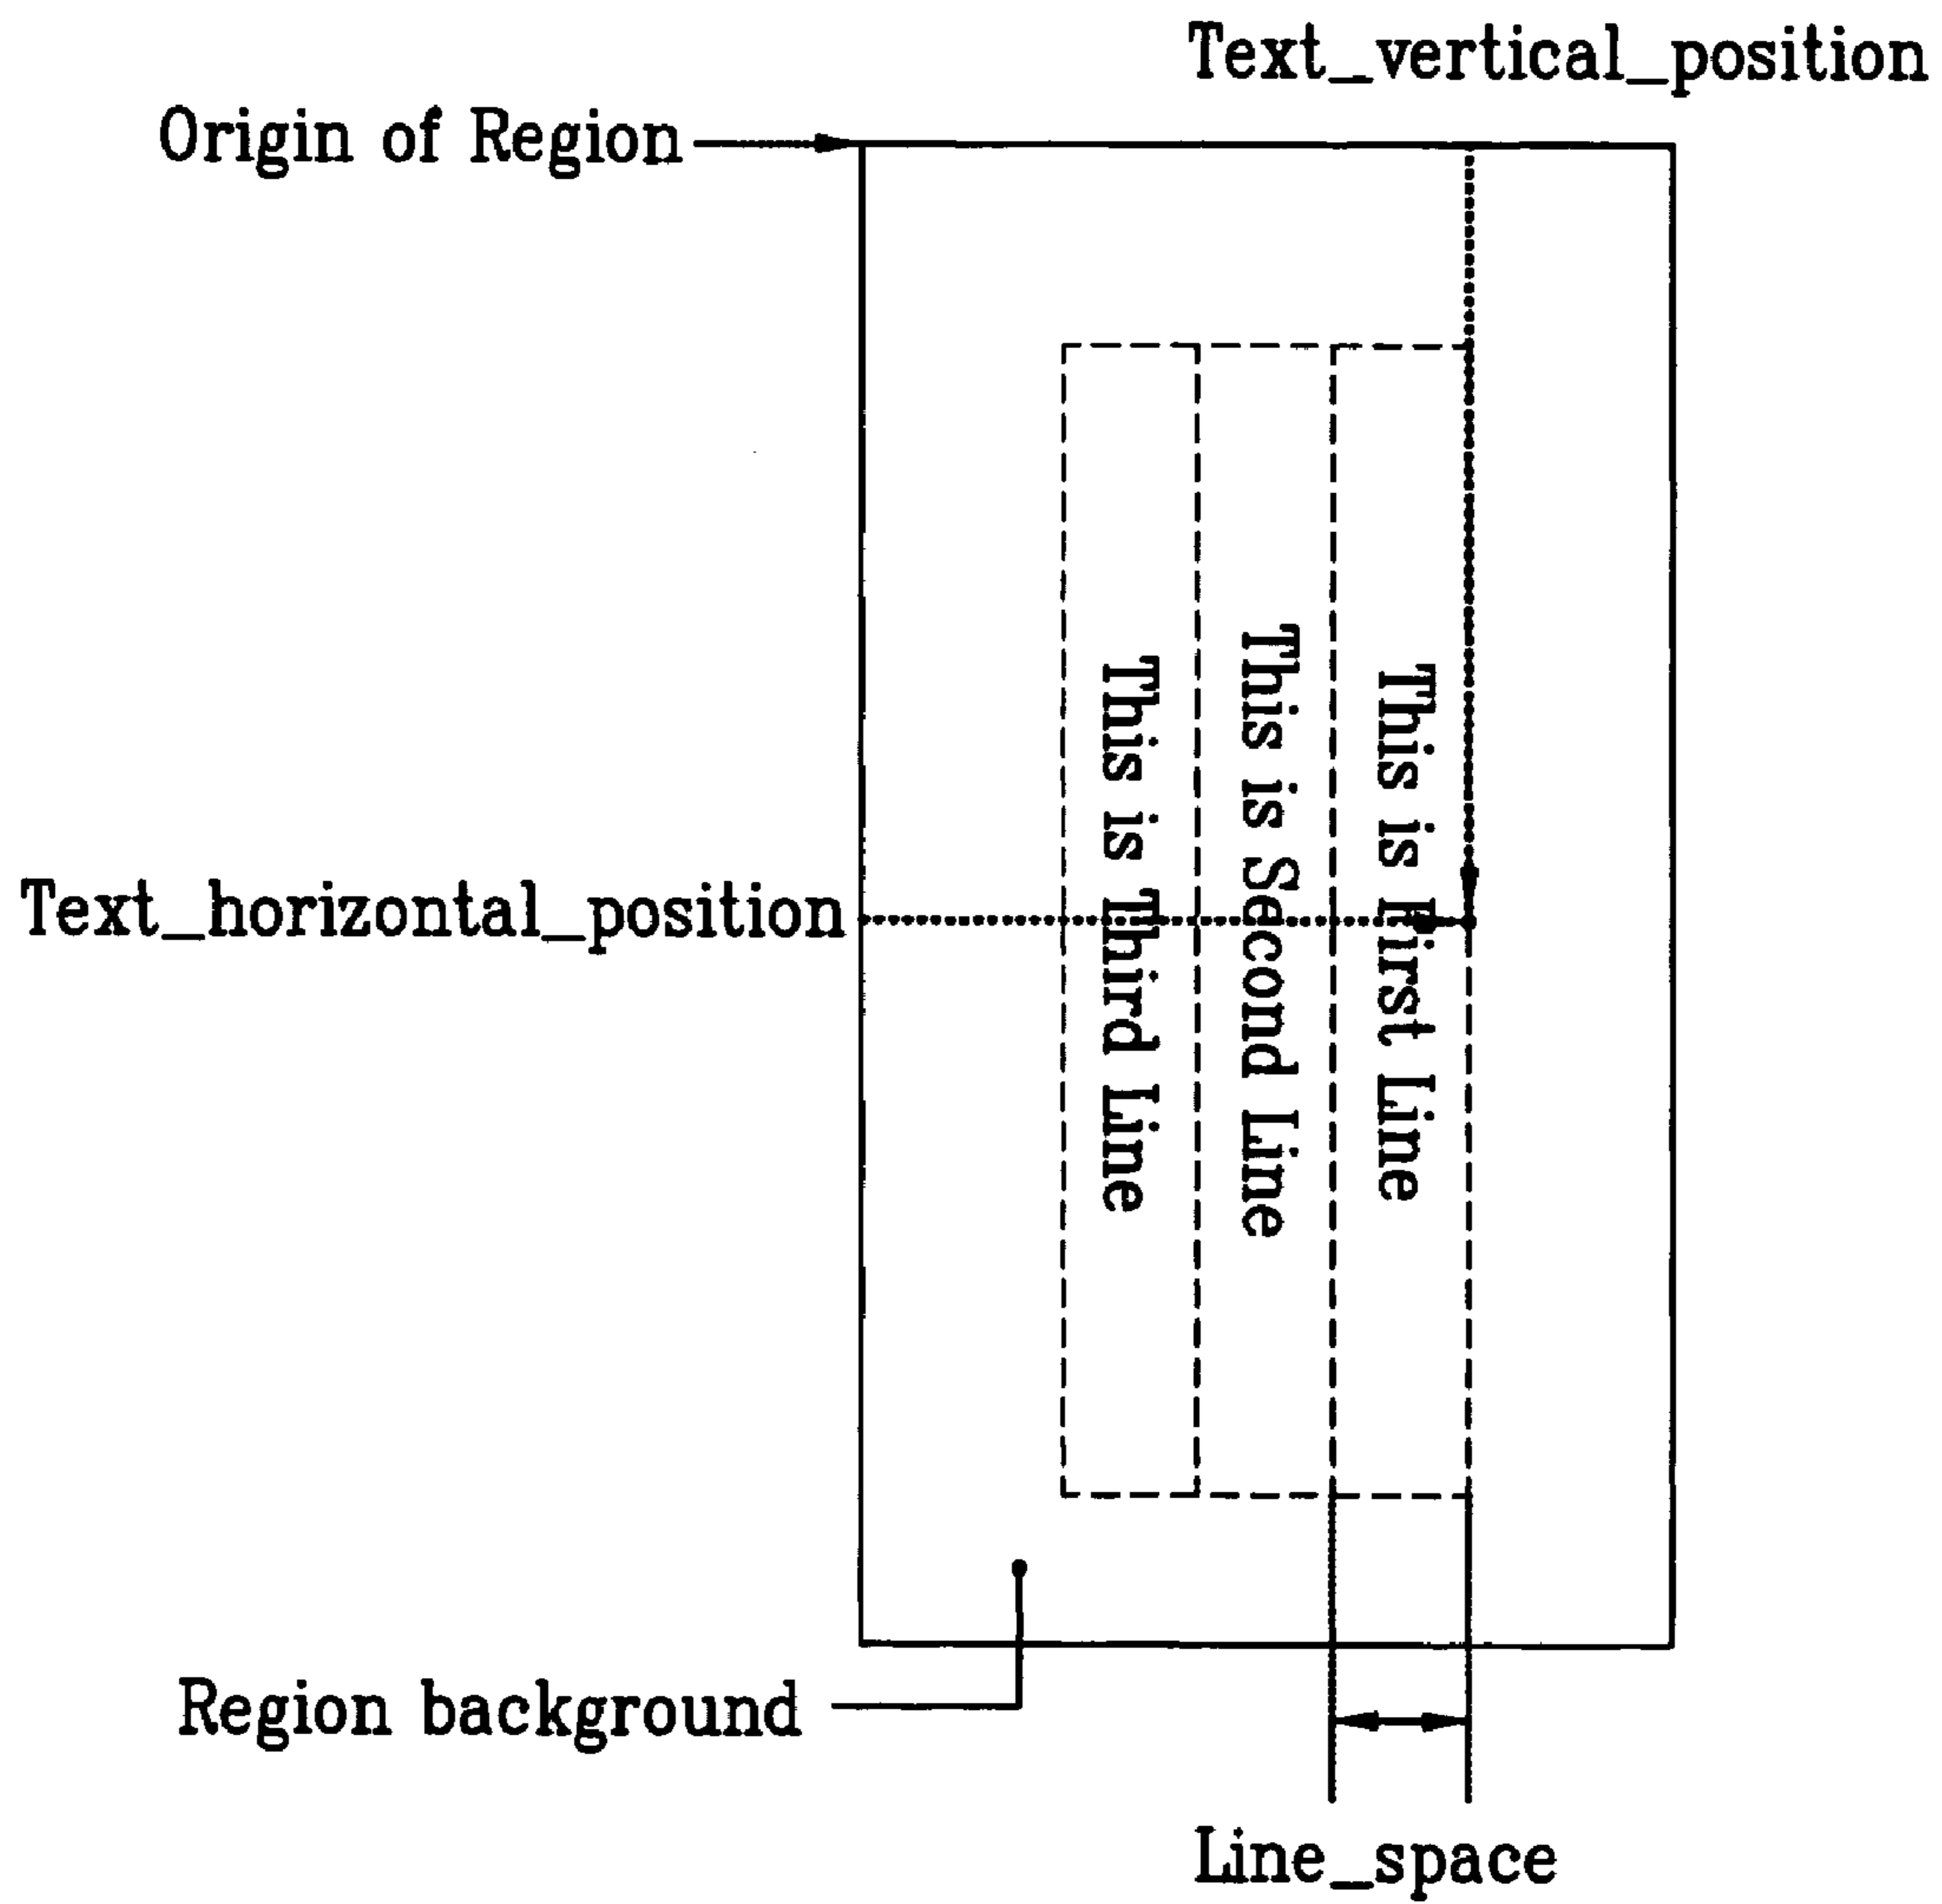 Text_vertical_position
Origin of Region
This is First Line
This is Second Line
This is Third Line
Text_horizontal_position
Region background
Line_space